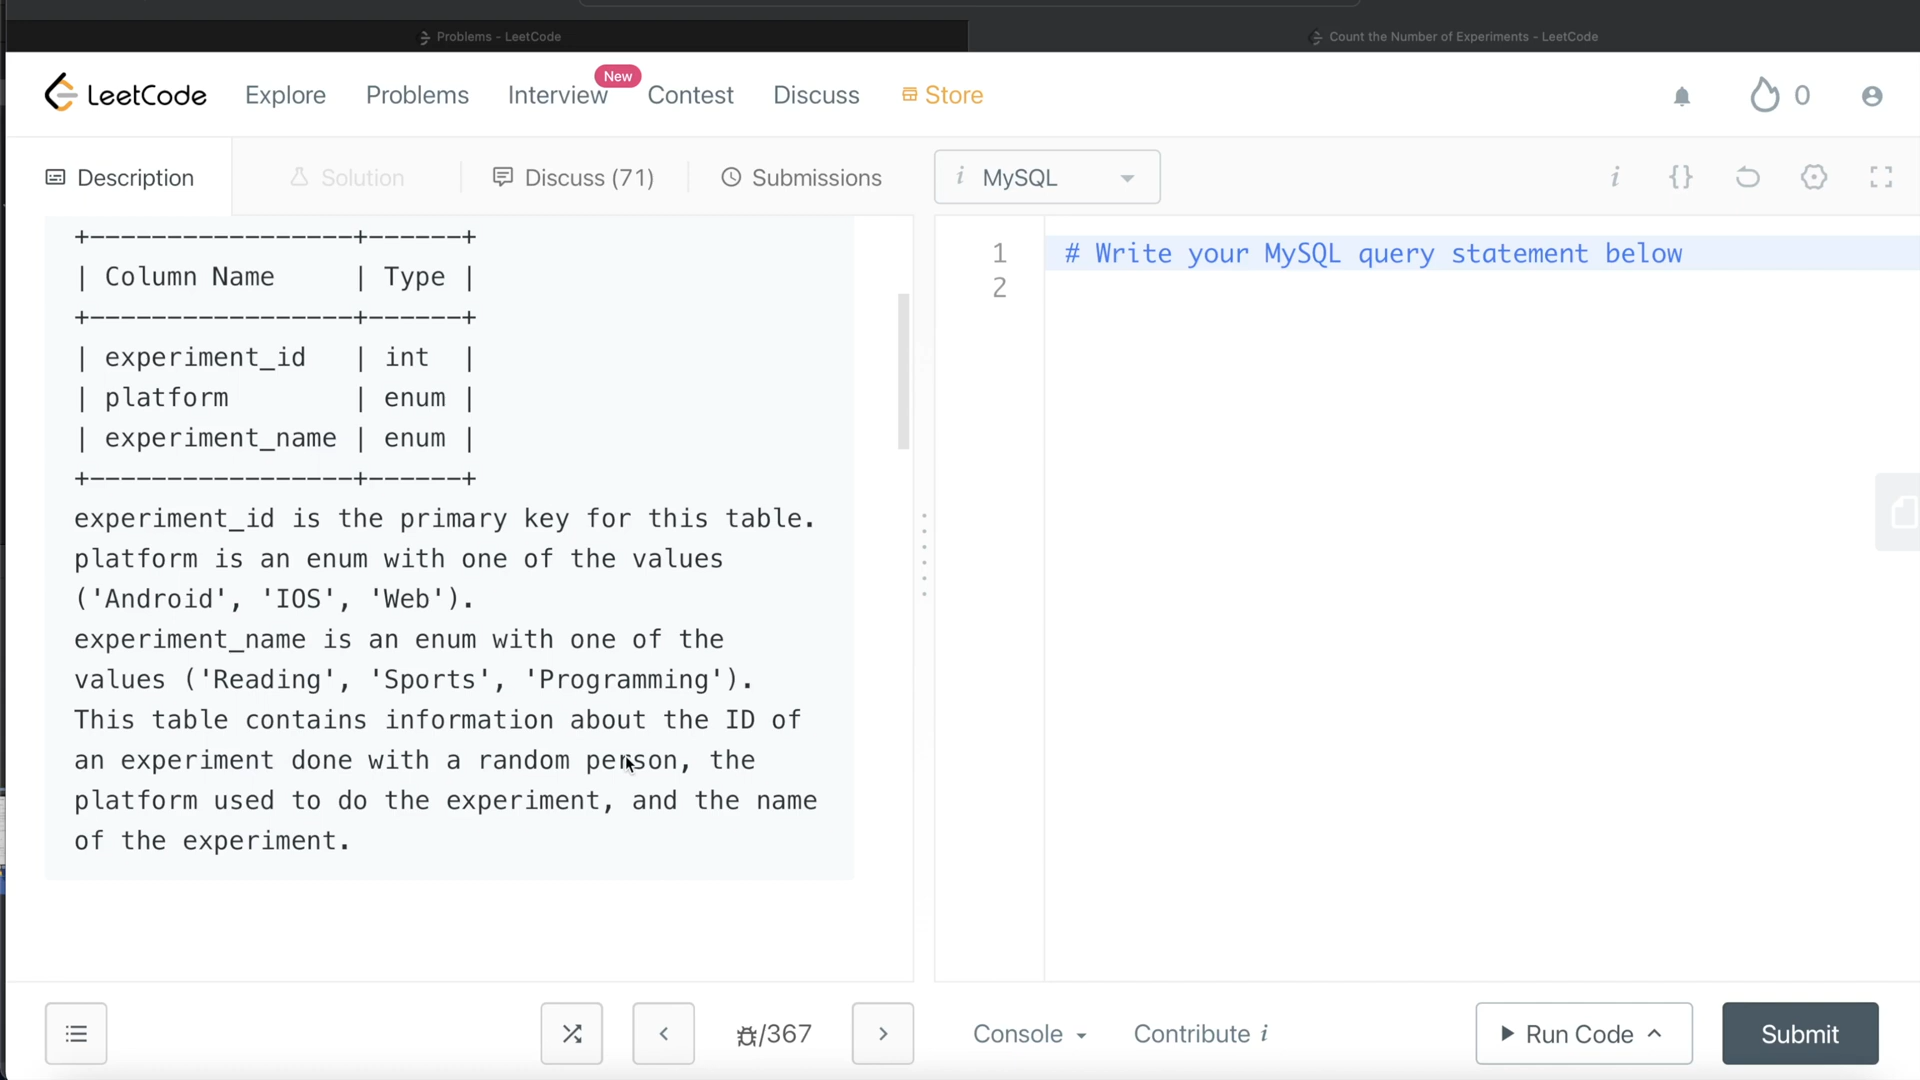 Problems - LeetCode
Count the Number of Experiments - LeetCode
LeetCode Explore Problems Interview New Contest Discuss Store 0
Description Solution Discuss (71) Submissions MySQL i {}
+----------------+------+
| Column Name | Type |
+----------------+------+
| experiment_id | int |
| platform | enum |
| experiment_name | enum |
+----------------+------+
experiment_id is the primary key for this table.
platform is an enum with one of the values
('Android', 'IOS', 'Web').
experiment_name is an enum with one of the
values ('Reading', 'Sports', 'Programming').
This table contains information about the ID of
an experiment done with a random person, the
platform used to do the experiment, and the name
of the experiment.
1 # Write your MySQL query statement below
2
/367
Console Contribute i
Run Code
Submit